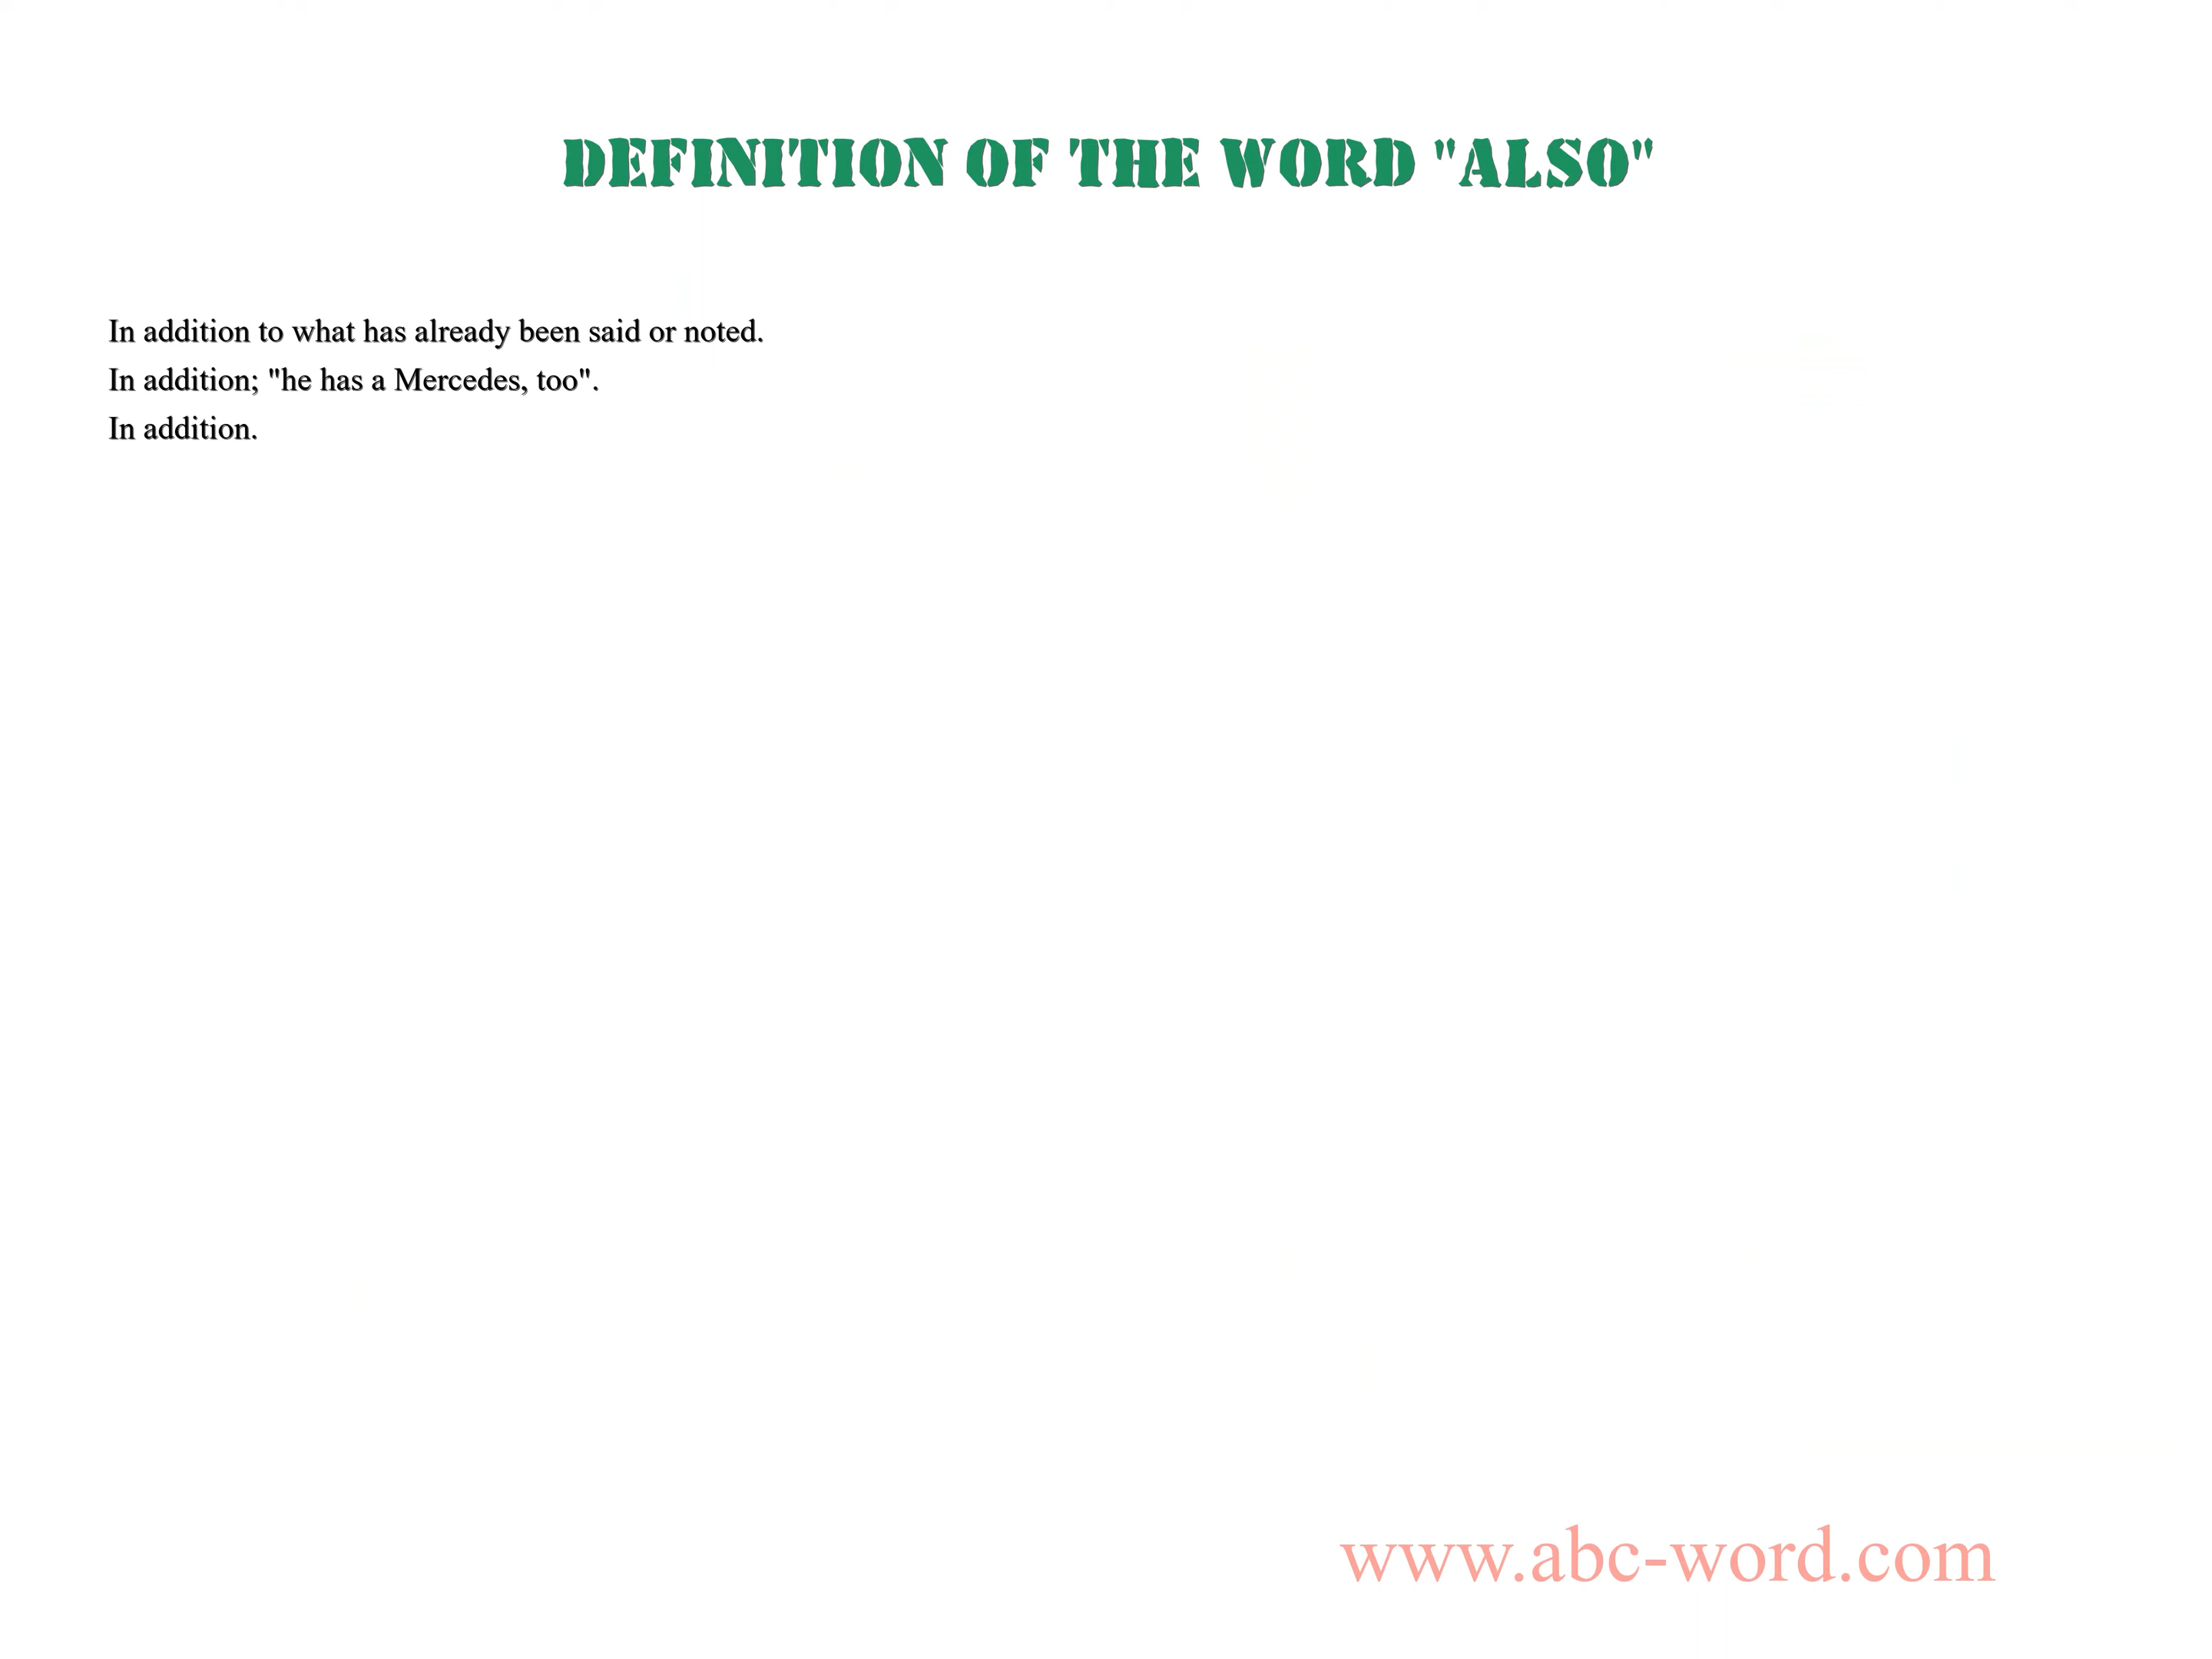 DEFINITION OF THE WORD "ALSO"
In addition to what has already been said or noted.
In addition; "he has a Mercedes, too".
In addition.
www.abc-word.com